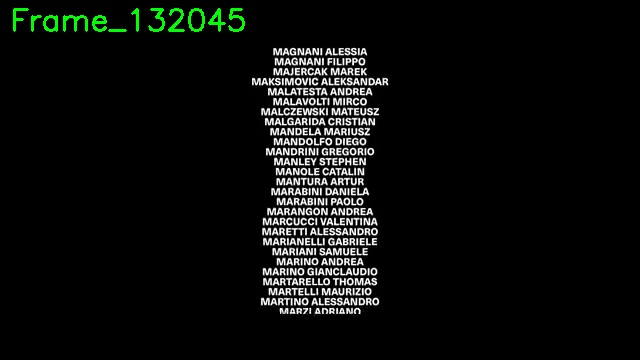 Frame_132045
MAGNANI ALESSIA
MAGNANI FILIPPO
MAJERCAK MAREK
MAKSIMOVIC ALEKSANDAR
MALATESTA ANDREA
MALAVOLTI MIRCO
MALCZEWSKI MATEUSZ
MALGARIDA CRISTIAN
MANDELA MARIUSZ
MANDOLFO DIEGO
MANDRINI GREGORIO
MANLEY STEPHEN
MANOLE CATALIN
MANTURA ARTUR
MARABINI DANIELA
MARABINI PAOLO
MARANGON ANDREA
MARCUCCI VALENTINA
MARETTI ALESSANDRO
MARIANELLI GABRIELE
MARIANI SAMUELE
MARINO ANDREA
MARINO GIANCLAUDIO
MARTARELLO THOMAS
MARTELLI MAURIZIO
MARTINO ALESSANDRO
MARZI ADRIANO